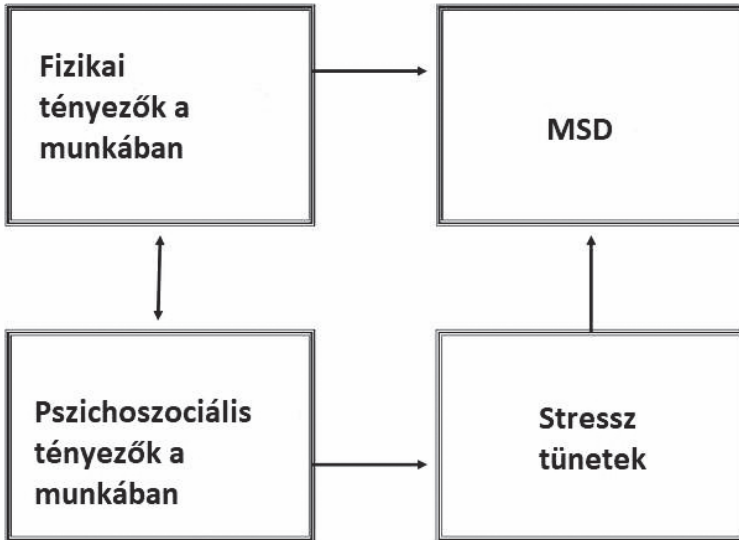 Fizikai
tényezők a
munkában
MSD
Pszichoszociális
tényezők a
munkában
Stressz
tünetek